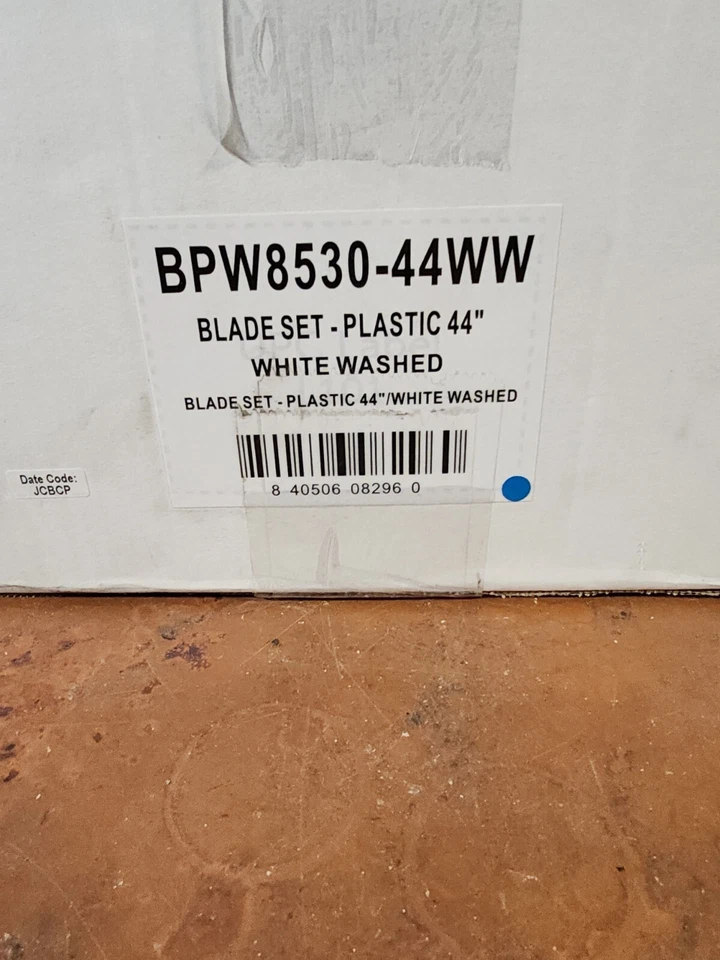 BPW8530-44WW
BLADE SET - PLASTIC 44"
WHITE WASHED
BLADE SET - PLASTIC 44"/WHITE WASHED
8 40506 08296 0
Date Code:
JCBCP